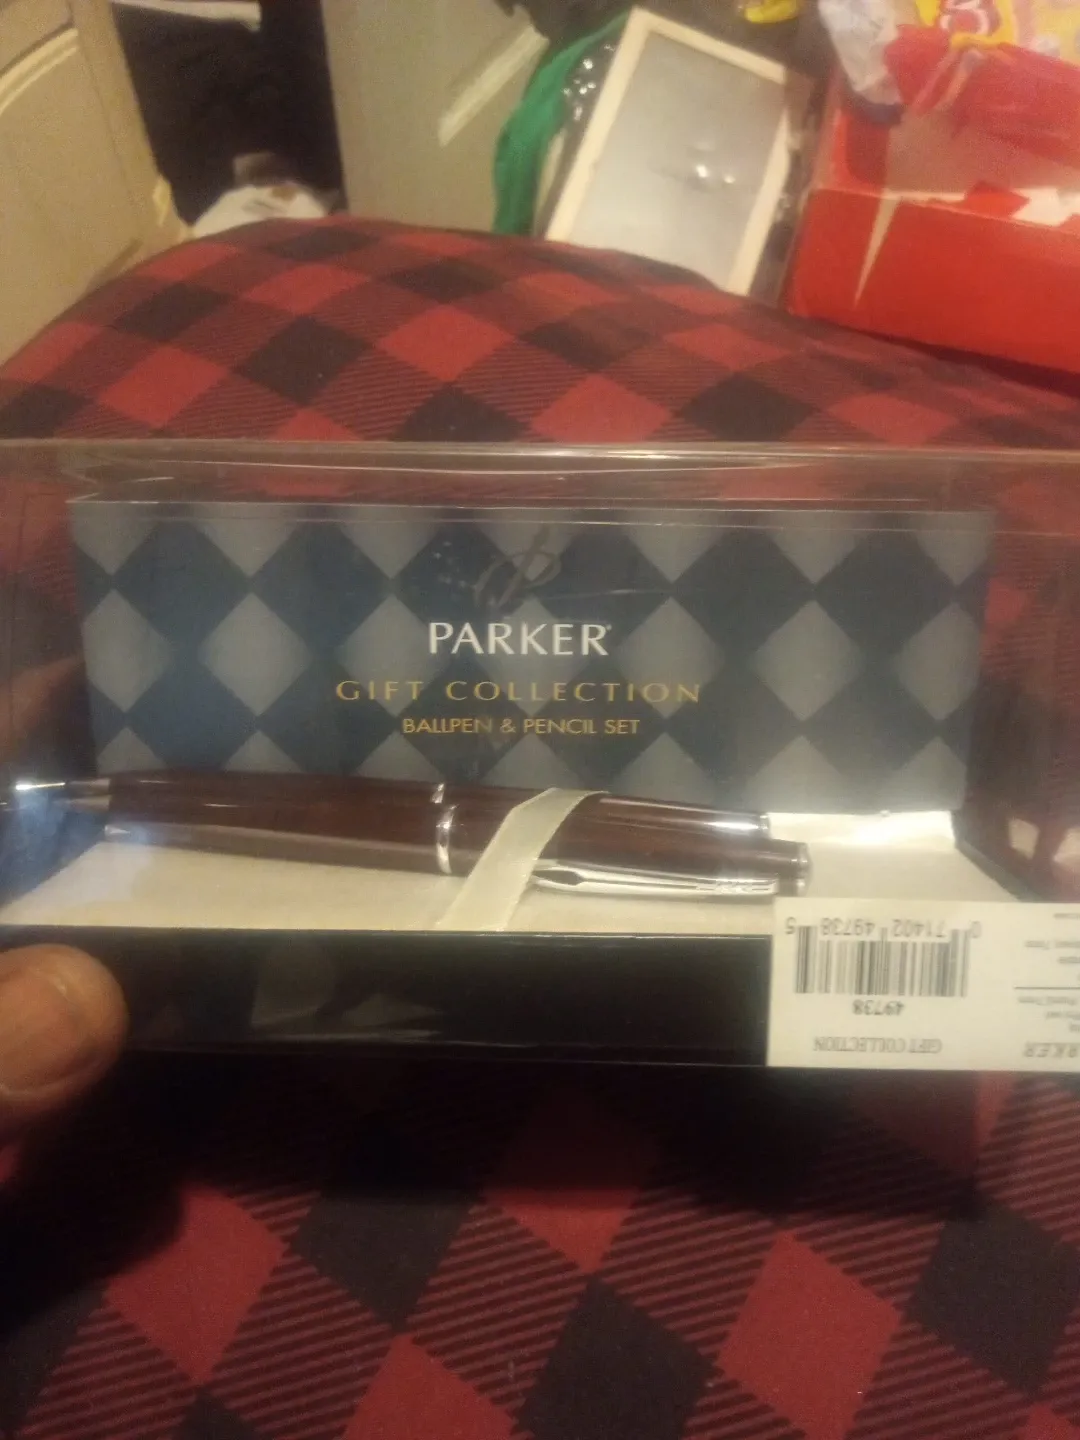 PARKER
GIFT COLLECTION
BALLPEN & PENCIL SET
GIFT COLLECTION
49738
0 71402 49738 5